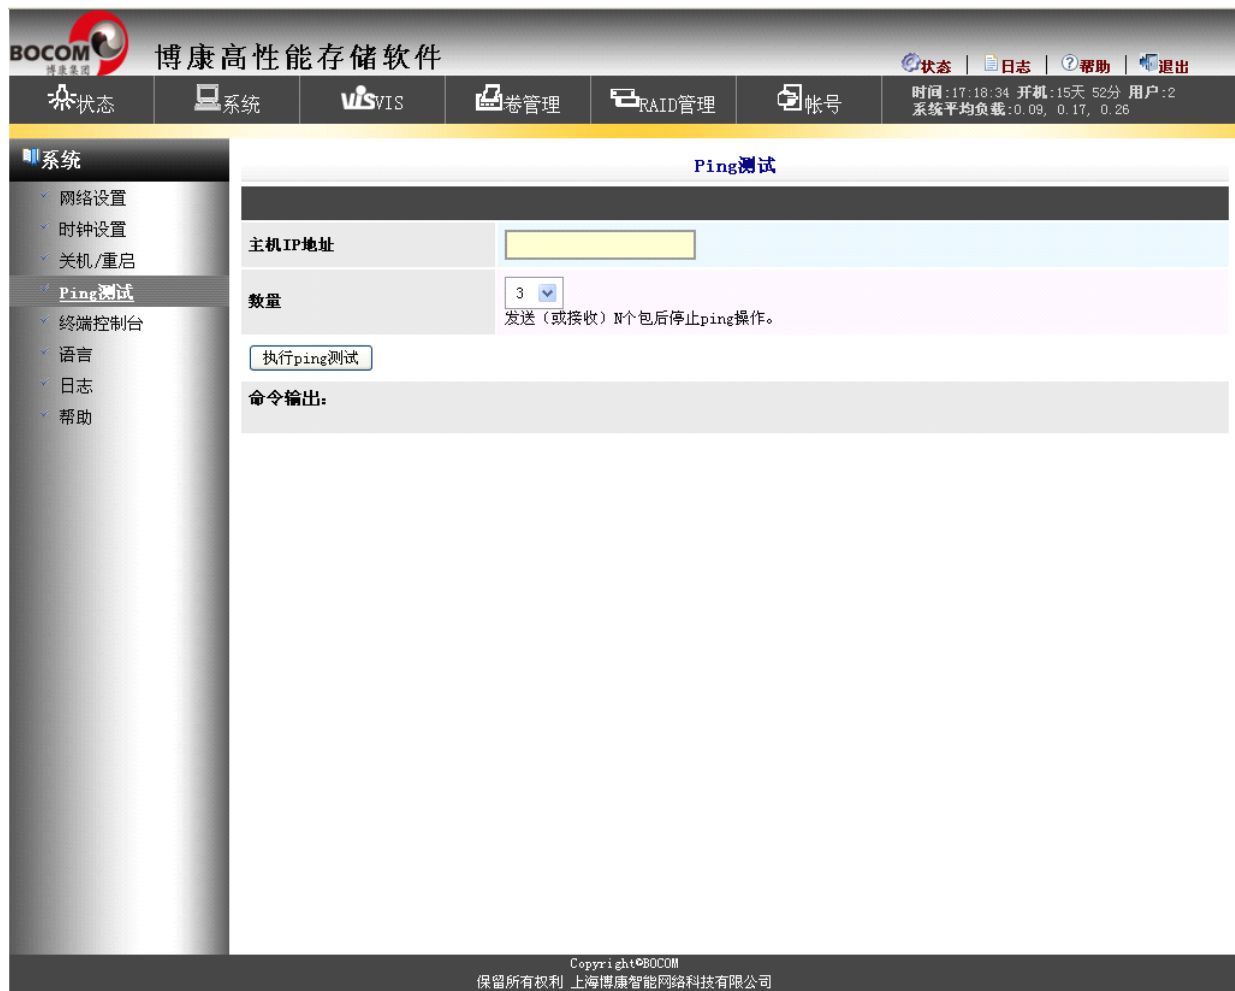 BOCOM
博康集团
博康高性能存储软件
状态 | 日志 | 帮助 | 退出
状态 系统 VIS VIS 卷管理 RAID管理 帐号
时间:17:18:34 开机:15天 52分 用户:2
系统平均负载:0.09, 0.17, 0.26
系统
网络设置
时钟设置
关机/重启
Ping测试
终端控制台
语言
日志
帮助
Ping测试
主机IP地址
数量
3
发送（或接收）N个包后停止ping操作。
执行ping测试
命令输出:
Copyright©BOCOM
保留所有权利 上海博康智能网络科技有限公司